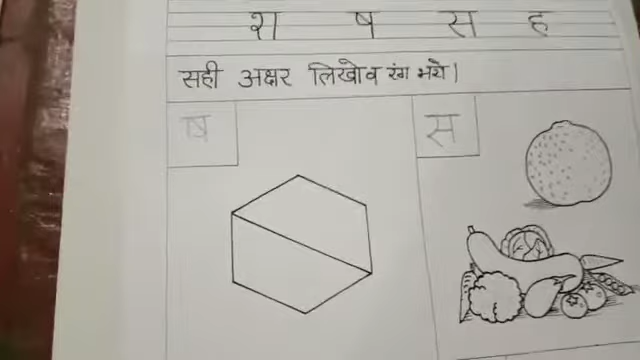 श ष स ह
सही अक्षर लिखोव रंग भरो।
ष स